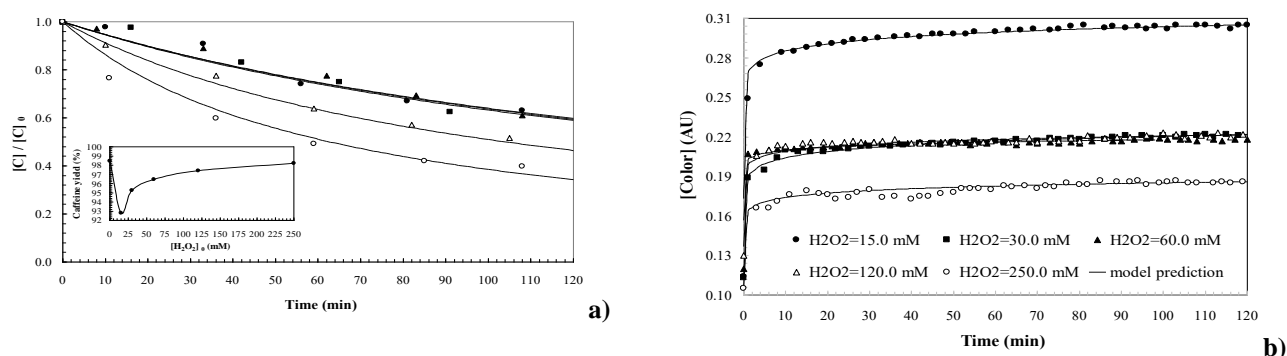 1.0
0.8
0.6
0.4
0.2
0.0
[C] / [C]0
0 10 20 30 40 50 60 70 80 90 100 110 120
Time (min)
100
99
98
97
96
95
94
93
92
Caffeine yield (%)
0 25 50 75 100 125 150 175 200 225 250
[H2O2] 0 (mM)
a)
0.31
0.28
0.25
0.22
0.19
0.16
0.13
0.10
[Color] (AU)
H2O2=15.0 mM H2O2=30.0 mM H2O2=60.0 mM
H2O2=120.0 mM H2O2=250.0 mM model prediction
0 10 20 30 40 50 60 70 80 90 100 110 120
Time (min)
b)